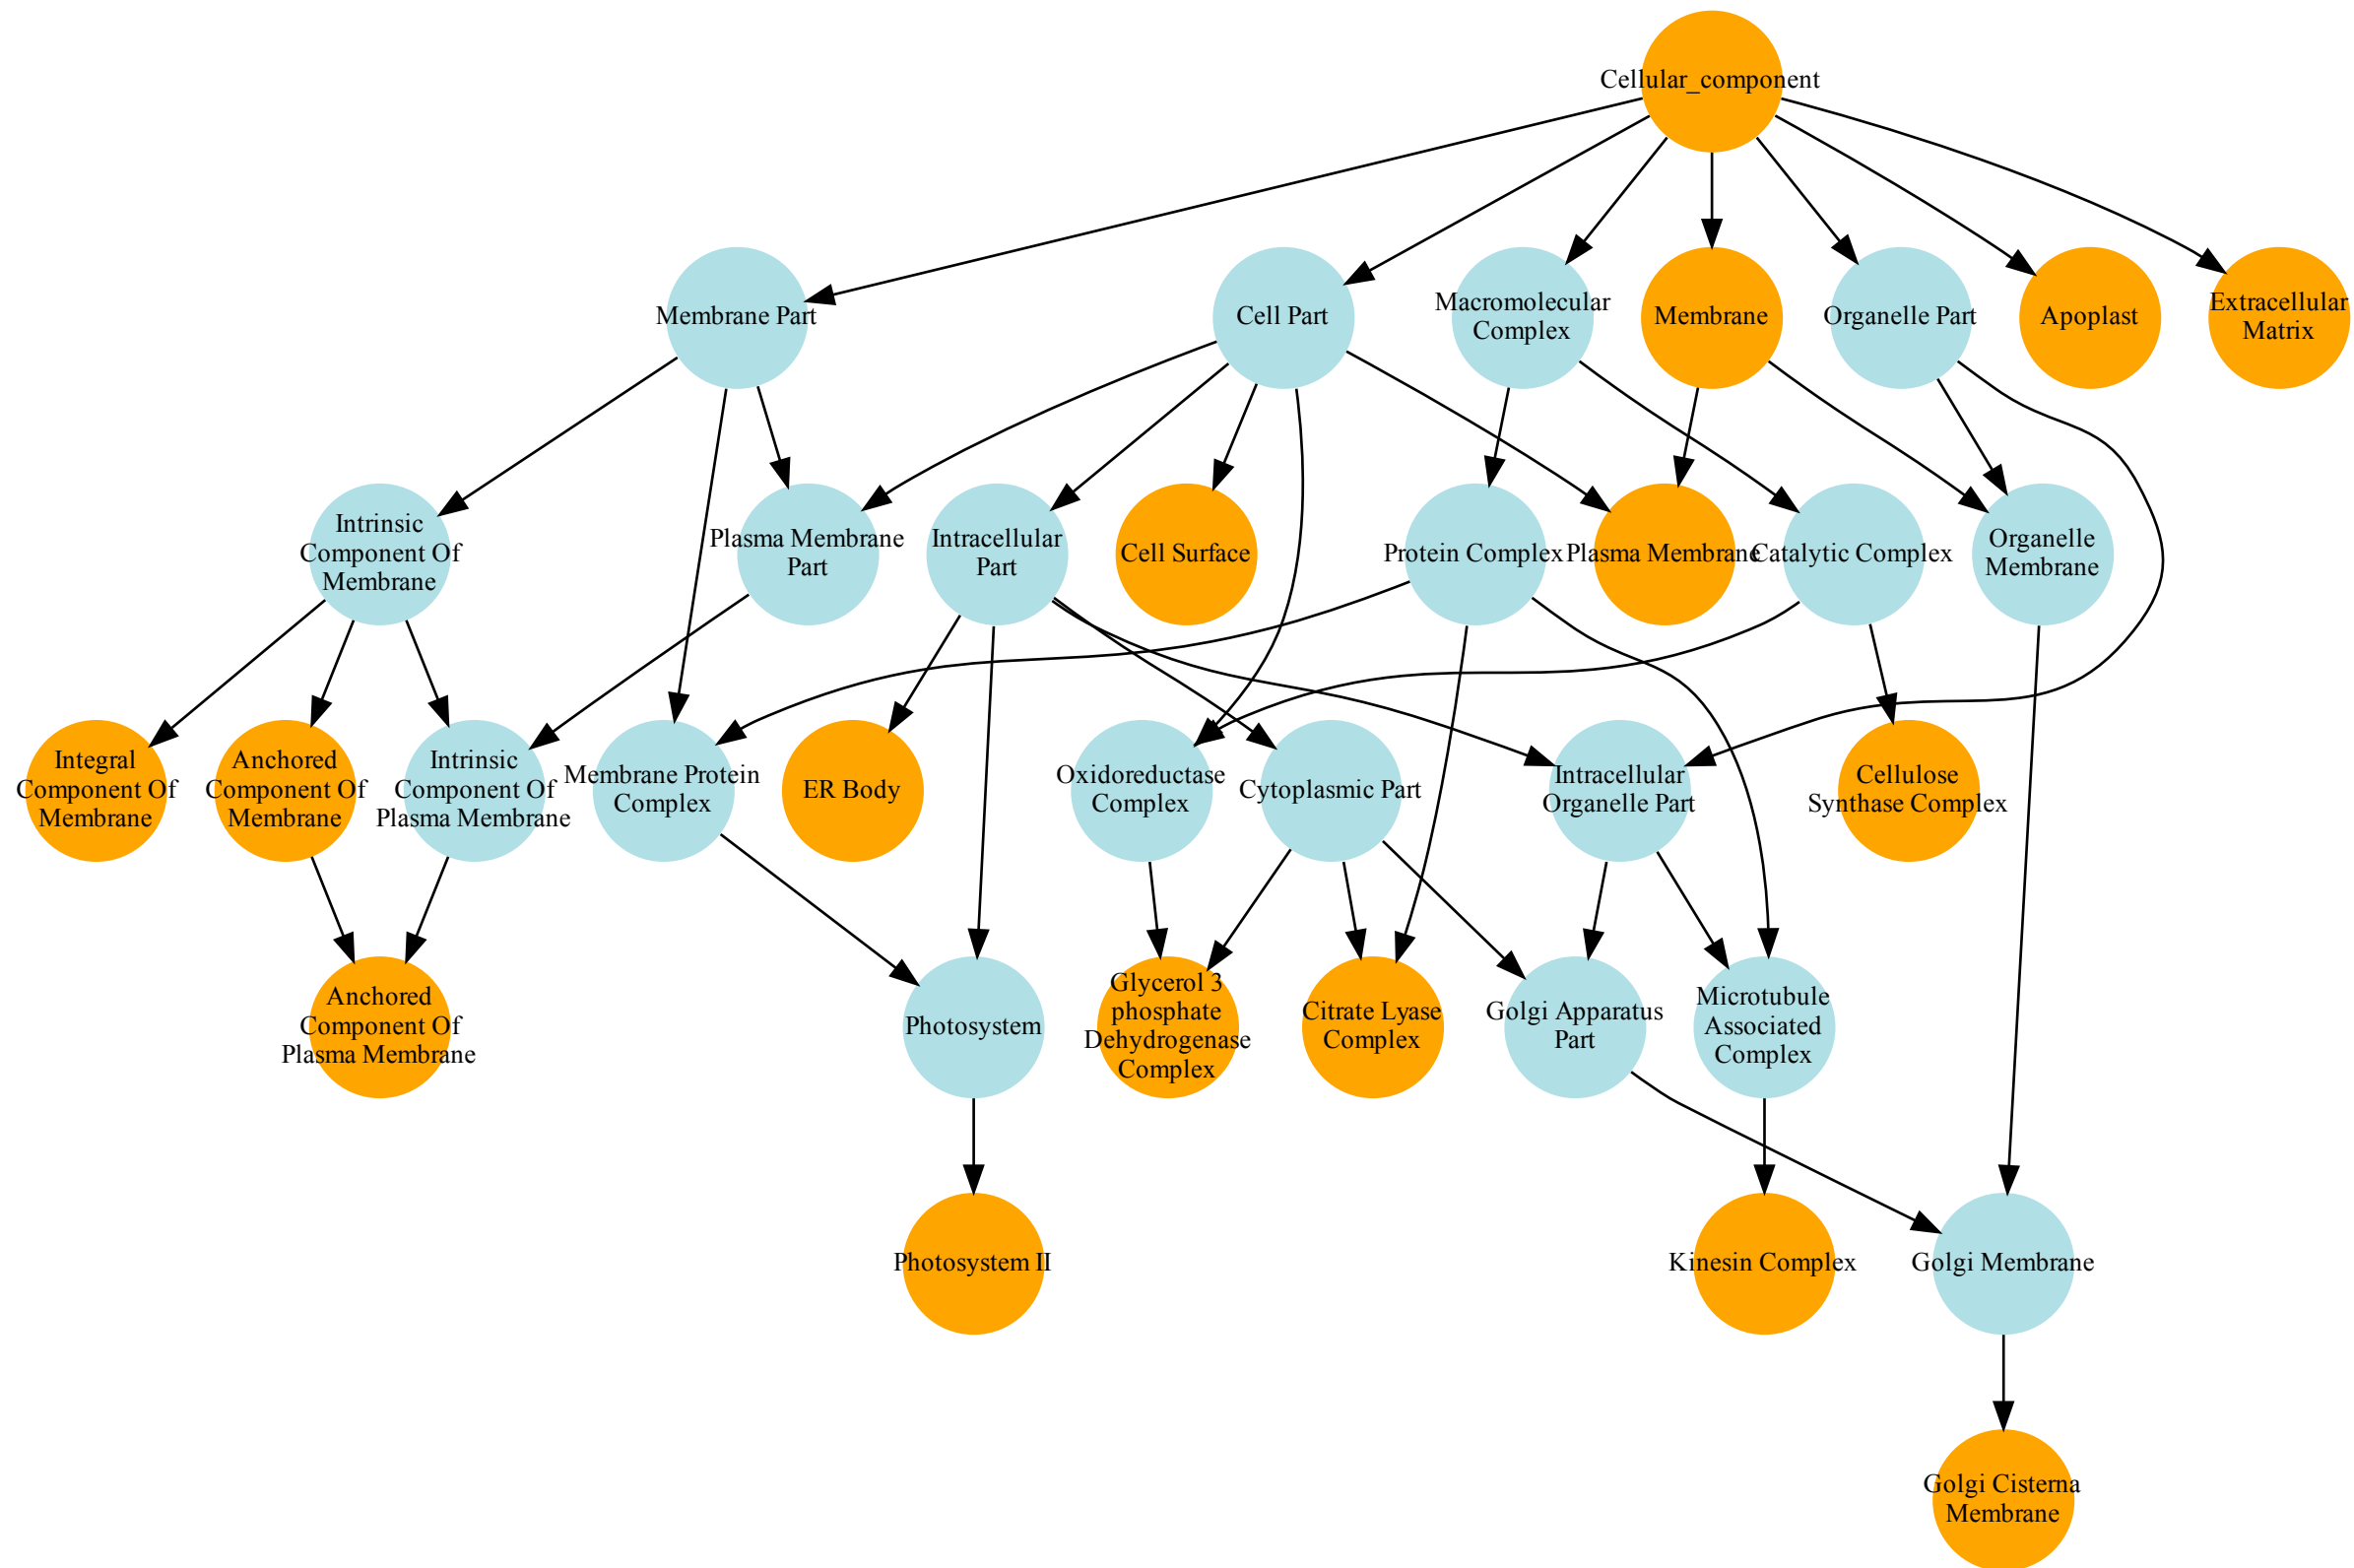 Cellular_component
Membrane Part
Cell Part
Macromolecular
Complex
Membrane
Organelle Part
Apoplast
Extracellular
Matrix
Intrinsic
Component Of
Membrane
Plasma Membrane
Part
Intracellular
Part
Cell Surface
Protein Complex
Plasma Membrane
Catalytic Complex
Organelle
Membrane
Integral
Component Of
Membrane
Anchored
Component Of
Membrane
Intrinsic
Component Of
Plasma Membrane
Membrane Protein
Complex
ER Body
Oxidoreductase
Complex
Cytoplasmic Part
Intracellular
Organelle Part
Cellulose
Synthase Complex
Anchored
Component Of
Plasma Membrane
Photosystem
Glycerol 3
phosphate
Dehydrogenase
Complex
Citrate Lyase
Complex
Golgi Apparatus
Part
Microtubule
Associated
Complex
Photosystem II
Kinesin Complex
Golgi Membrane
Golgi Cisterna
Membrane